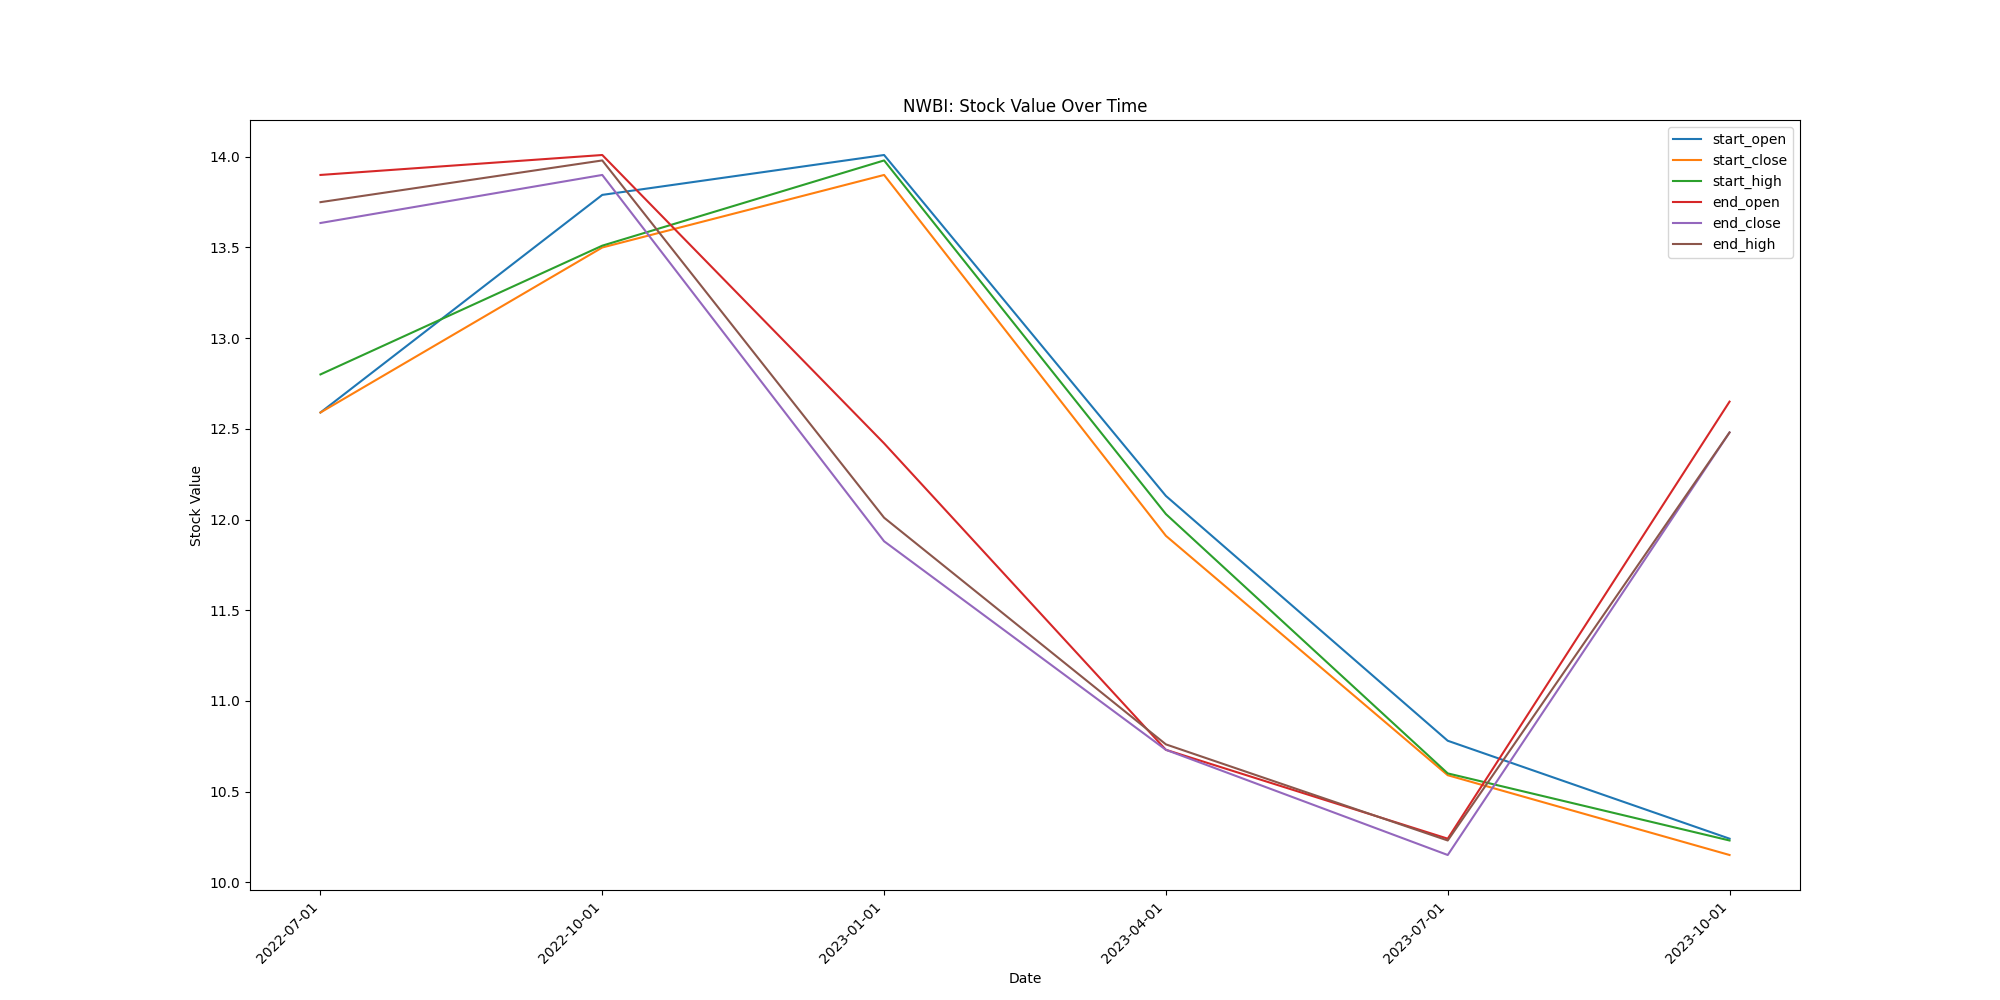 NWBI: Stock Value Over Time
start_open
start_close
start_high
end_open
end_close
end_high
14.0
13.5
13.0
12.5
12.0
11.5
11.0
10.5
10.0
Stock Value
2022-07-01
2022-10-01
2023-01-01
2023-04-01
2023-07-01
2023-10-01
Date